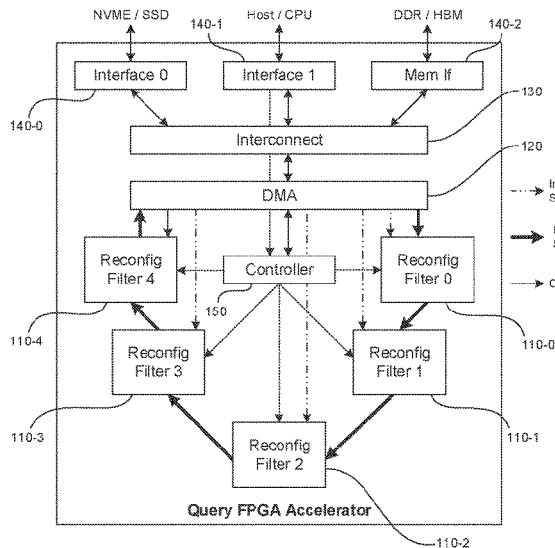 NVME / SSD
Host / CPU
DDR / HBM
140-1
140-2
Interface 0
Interface 1
Mem If
140-0
130
Interconnect
120
DMA
Reconfig
Filter 4
Controller
Reconfig
Filter 0
150
110-4
110-0
Reconfig
Filter 3
Reconfig
Filter 1
110-3
110-1
Reconfig
Filter 2
Query FPGA Accelerator
110-2